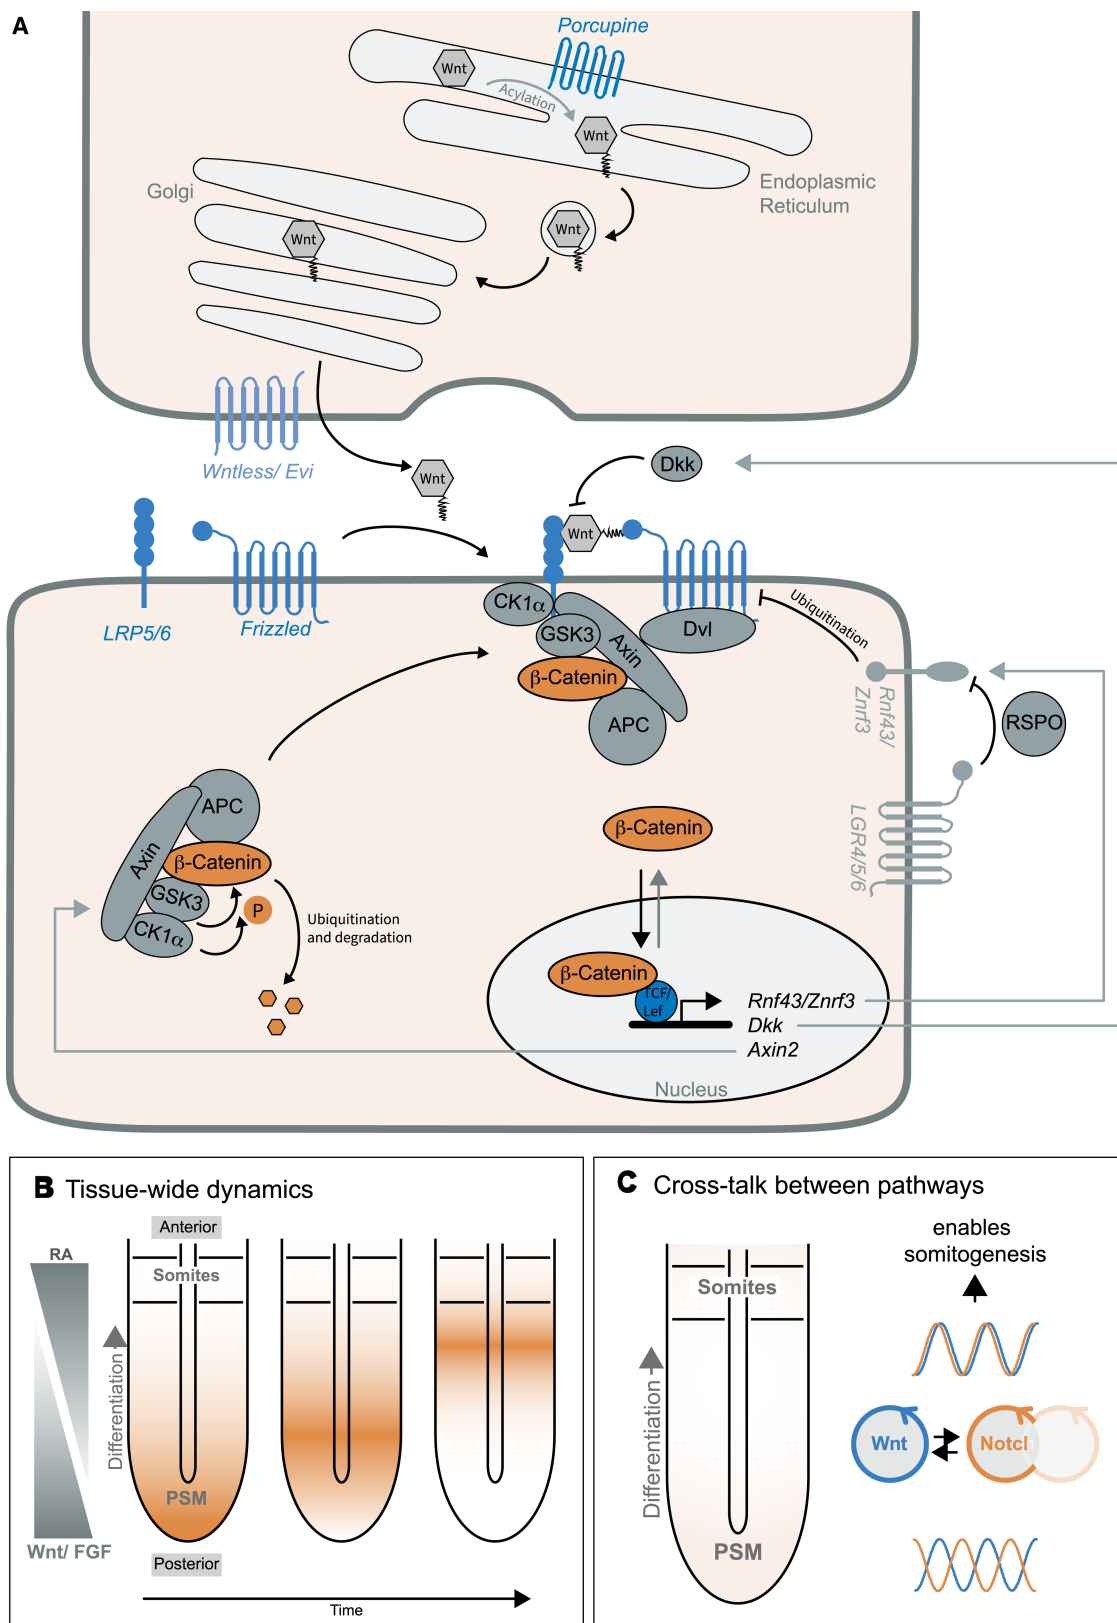 A
Porcupine
Wnt
Acylation
Wnt
Endoplasmic
Reticulum
Golgi
Wnt
Wnt
Wntless/ Evi
Wnt
Dkk
Wnt
LRP5/6
Frizzled
CK1α
GSK3
Axin
Dvl
β-Catenin
APC
Ubiquitination
Rnf43/
Znrf3
RSPO
LGR4/5/6
APC
Axin
β-Catenin
GSK3
CK1α
P
Ubiquitination
and degradation
β-Catenin
β-Catenin
TCF/
Lef
Rnf43/Znrf3
Dkk
Axin2
Nucleus
B Tissue-wide dynamics
Anterior
RA
Somites
Differentiation
PSM
Wnt/ FGF
Posterior
Time
C Cross-talk between pathways
enables
somitogenesis
Somites
Differentiation
Wnt
Notch
PSM